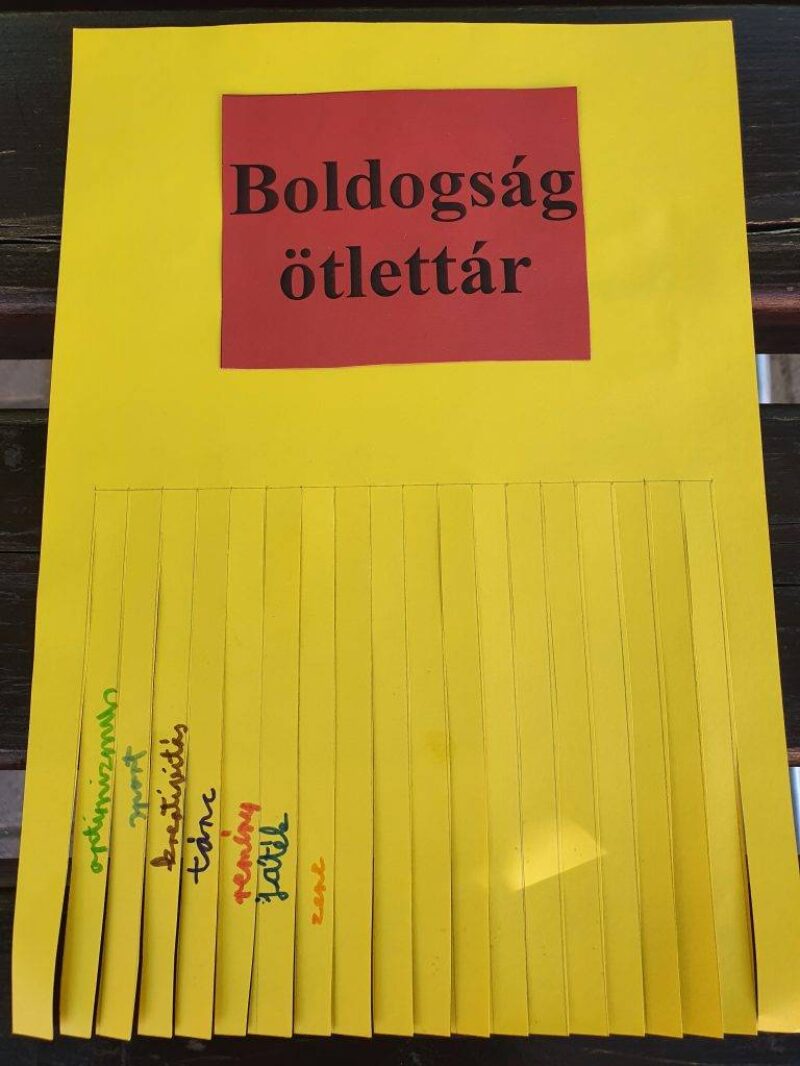 Boldogság
ötlettár
optimizmus
sport
kreativitás
tánc
remény
játék
zene